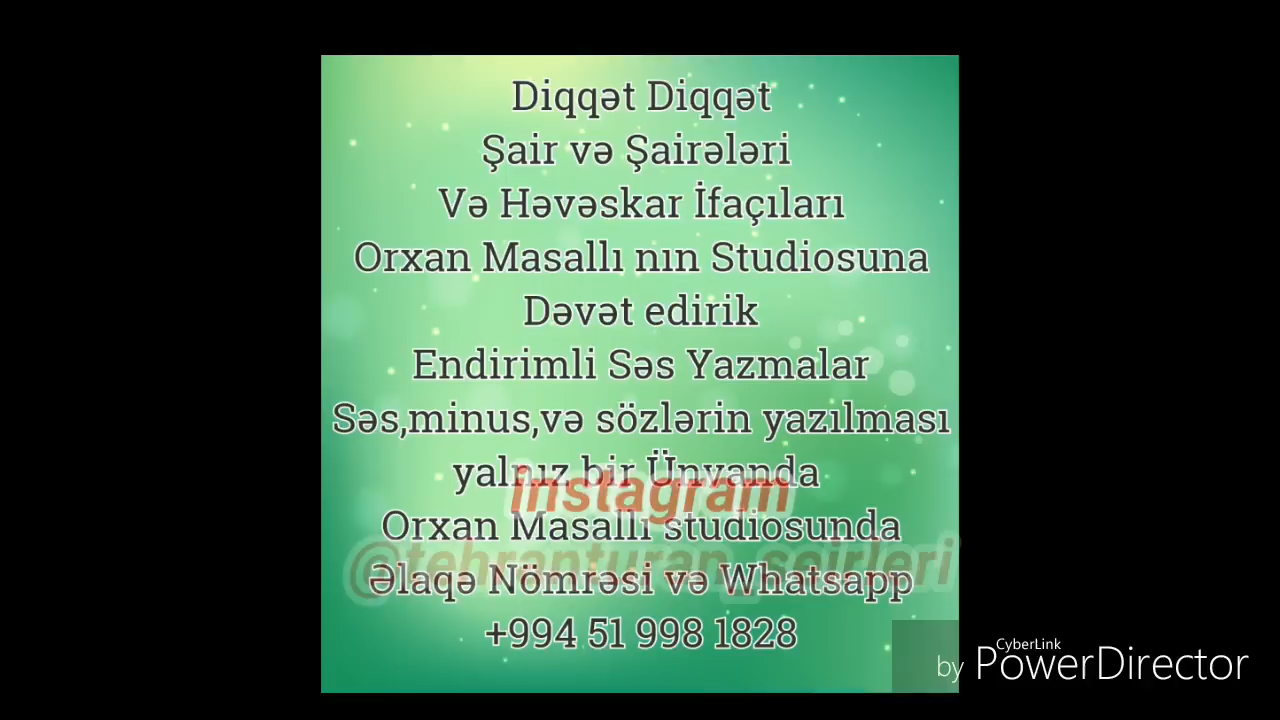 Diqqət Diqqət
Şair və Şairələri
Və Həvəskar İfaçıları
Orxan Masallı nın Studiosuna
Dəvət edirik
Endirimli Səs Yazmalar
Səs,minus,və sözlərin yazılması
yalnız bir Ünvanda
instagram
Orxan Masallı studiosunda
@tehranturan_seirleri
Əlaqə Nömrəsi və Whatsapp
+994 51 998 1828
CyberLink
by PowerDirector